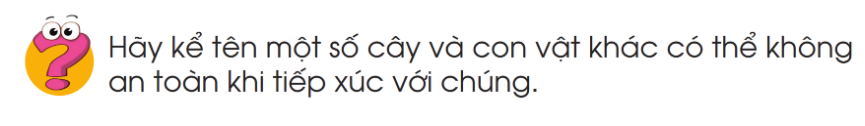 Hãy kể tên một số cây và con vật khác có thể không
an toàn khi tiếp xúc với chúng.